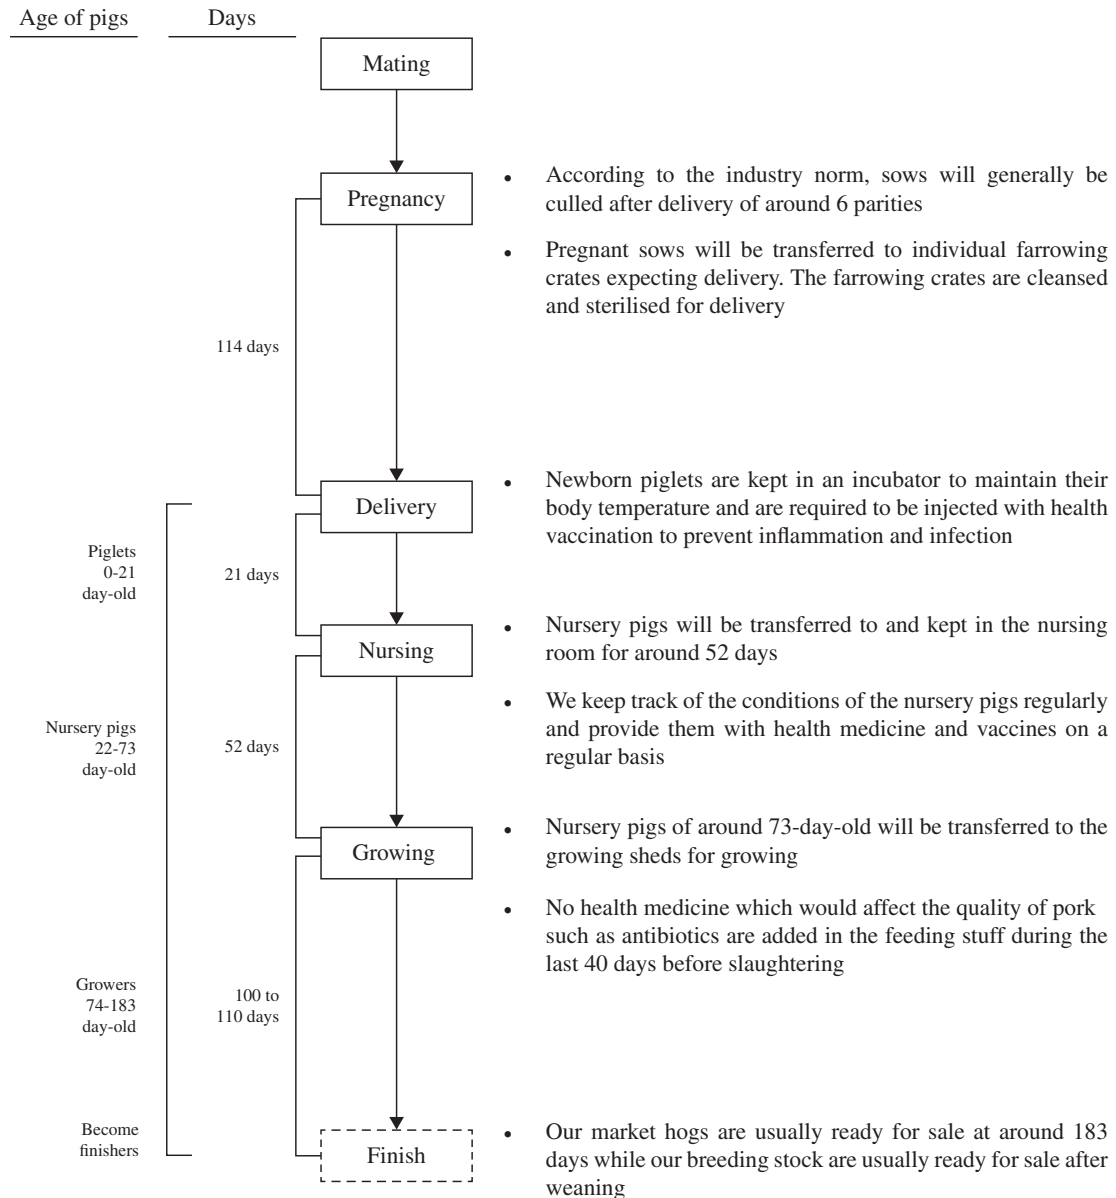 Age of pigs
Days
Mating
Pregnancy
• According to the industry norm, sows will generally be
culled after delivery of around 6 parities
• Pregnant sows will be transferred to individual farrowing
crates expecting delivery. The farrowing crates are cleansed
and sterilised for delivery
114 days
Delivery
• Newborn piglets are kept in an incubator to maintain their
body temperature and are required to be injected with health
vaccination to prevent inflammation and infection
Piglets
0-21
day-old
21 days
Nursing
• Nursery pigs will be transferred to and kept in the nursing
room for around 52 days
• We keep track of the conditions of the nursery pigs regularly
and provide them with health medicine and vaccines on a
regular basis
Nursery pigs
22-73
day-old
52 days
Growing
• Nursery pigs of around 73-day-old will be transferred to the
growing sheds for growing
• No health medicine which would affect the quality of pork
such as antibiotics are added in the feeding stuff during the
last 40 days before slaughtering
Growers
74-183
day-old
100 to
110 days
Become
finishers
Finish
• Our market hogs are usually ready for sale at around 183
days while our breeding stock are usually ready for sale after
weaning